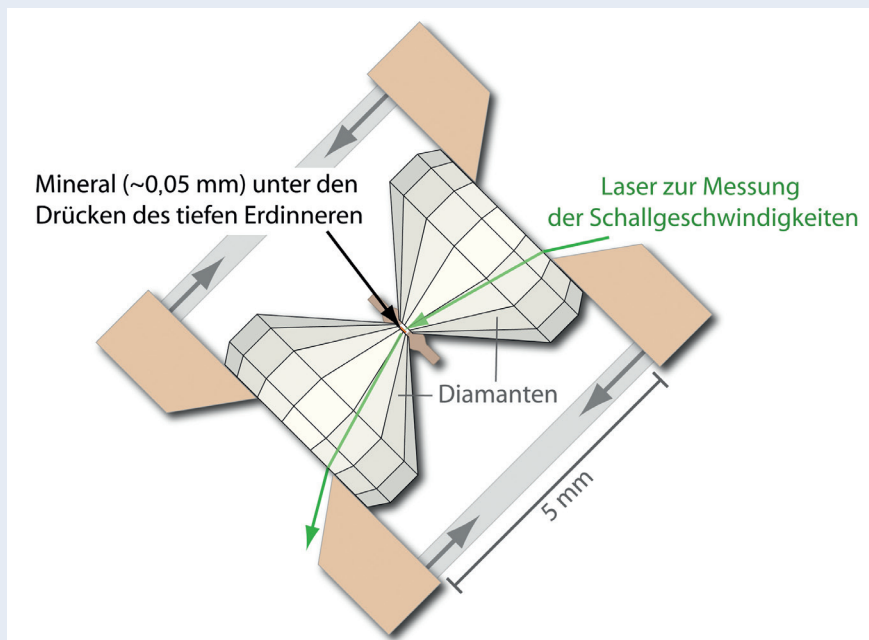 Mineral (~0,05 mm) unter den
Drücken des tiefen Erdinneren
Laser zur Messung
der Schallgeschwindigkeiten
Diamanten
5 mm